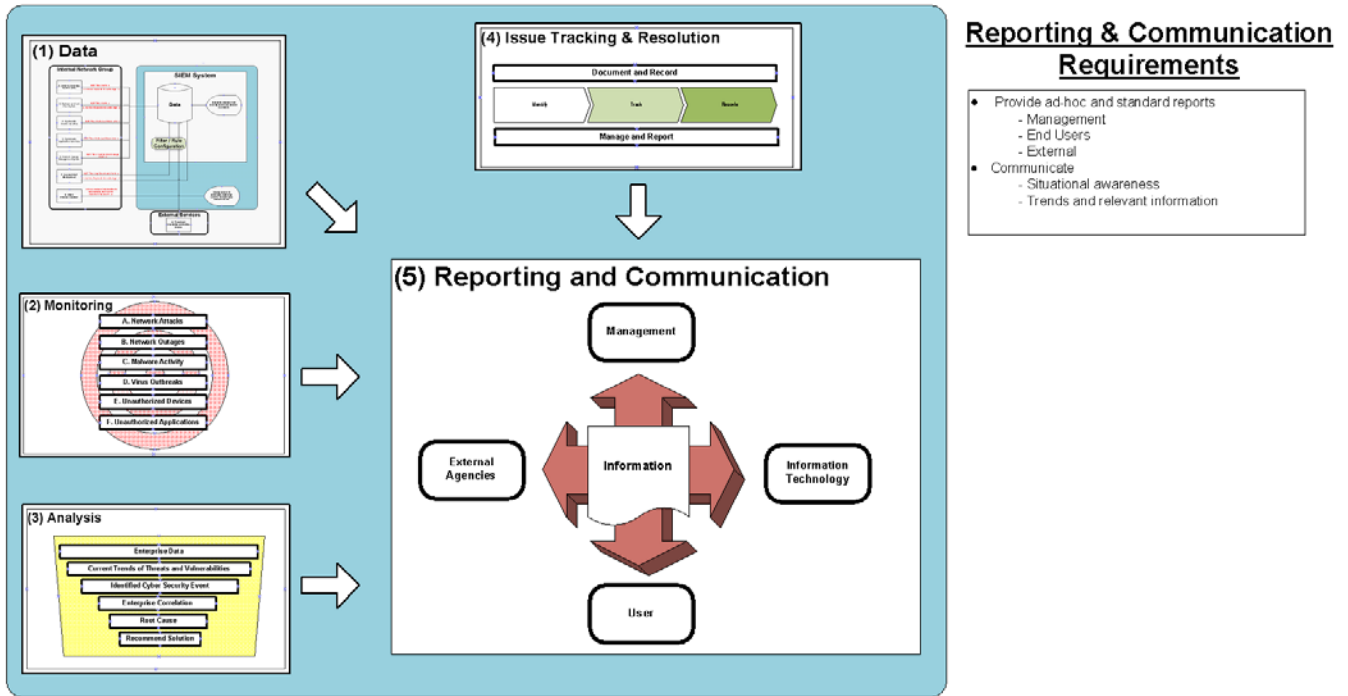 (1) Data
Internal Network Group
SIEM System
Data
Filter / Rule
Configuration
External Services
(4) Issue Tracking & Resolution
Document and Record
Identify
Track
Manage and Report
Reporting & Communication
Requirements
● Provide ad-hoc and standard reports
- Management
- End Users
- External
● Communicate
- Situational awareness
- Trends and relevant information
(2) Monitoring
A. Network Attacks
B. Network Outages
C. Malware Activity
D. Virus Outbreaks
E. Unauthorized Devices
F. Unauthorized Applications
(3) Analysis
Enterprise Data
Current Trends of Threats and Vulnerabilities
Identified Cyber Security Event
Enterprise Correlation
Root Cause
Recommend Solution
(5) Reporting and Communication
Management
External
Agencies
Information
Information
Technology
User